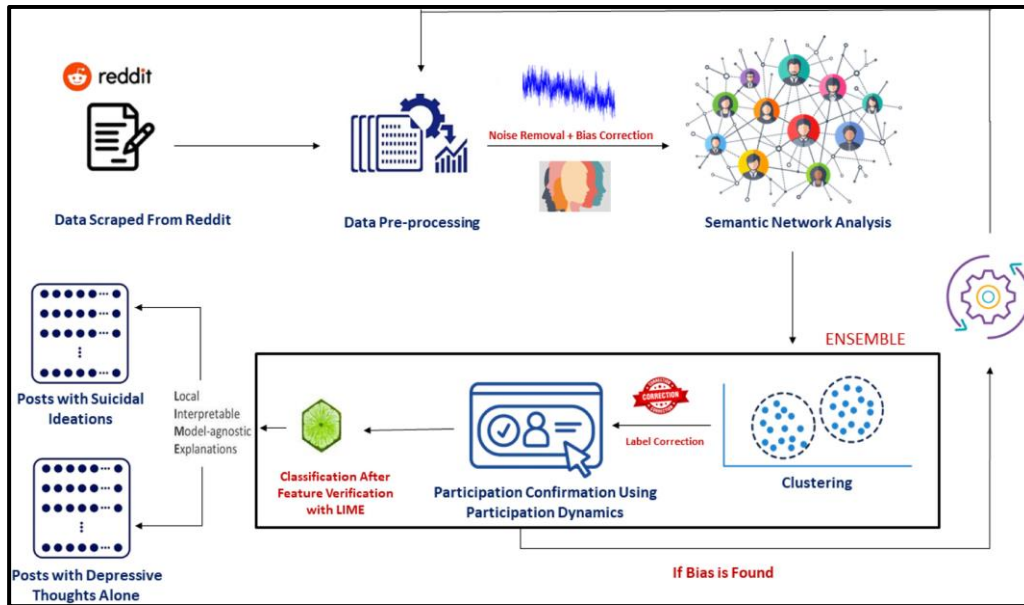 reddit
Noise Removal + Bias Correction
Data Scraped From Reddit
Data Pre-processing
Semantic Network Analysis
ENSEMBLE
Posts with Suicidal
Ideations
Local
Interpretable
Model-agnostic
Explanations
Posts with Depressive
Thoughts Alone
Classification After
Feature Verification
with LIME
Participation Confirmation Using
Participation Dynamics
CORRECTION
Label Correction
Clustering
If Bias is Found